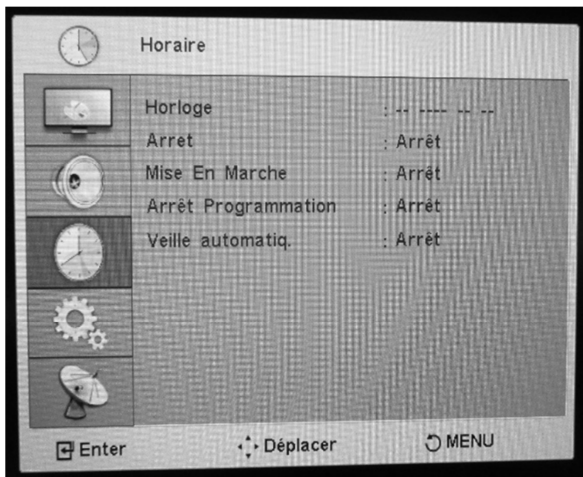 Horaire
Horloge : -- ---- -- --
Arret : Arrêt
Mise En Marche : Arrêt
Arrêt Programmation : Arrêt
Veille automatiq. : Arrêt
Enter Déplacer MENU